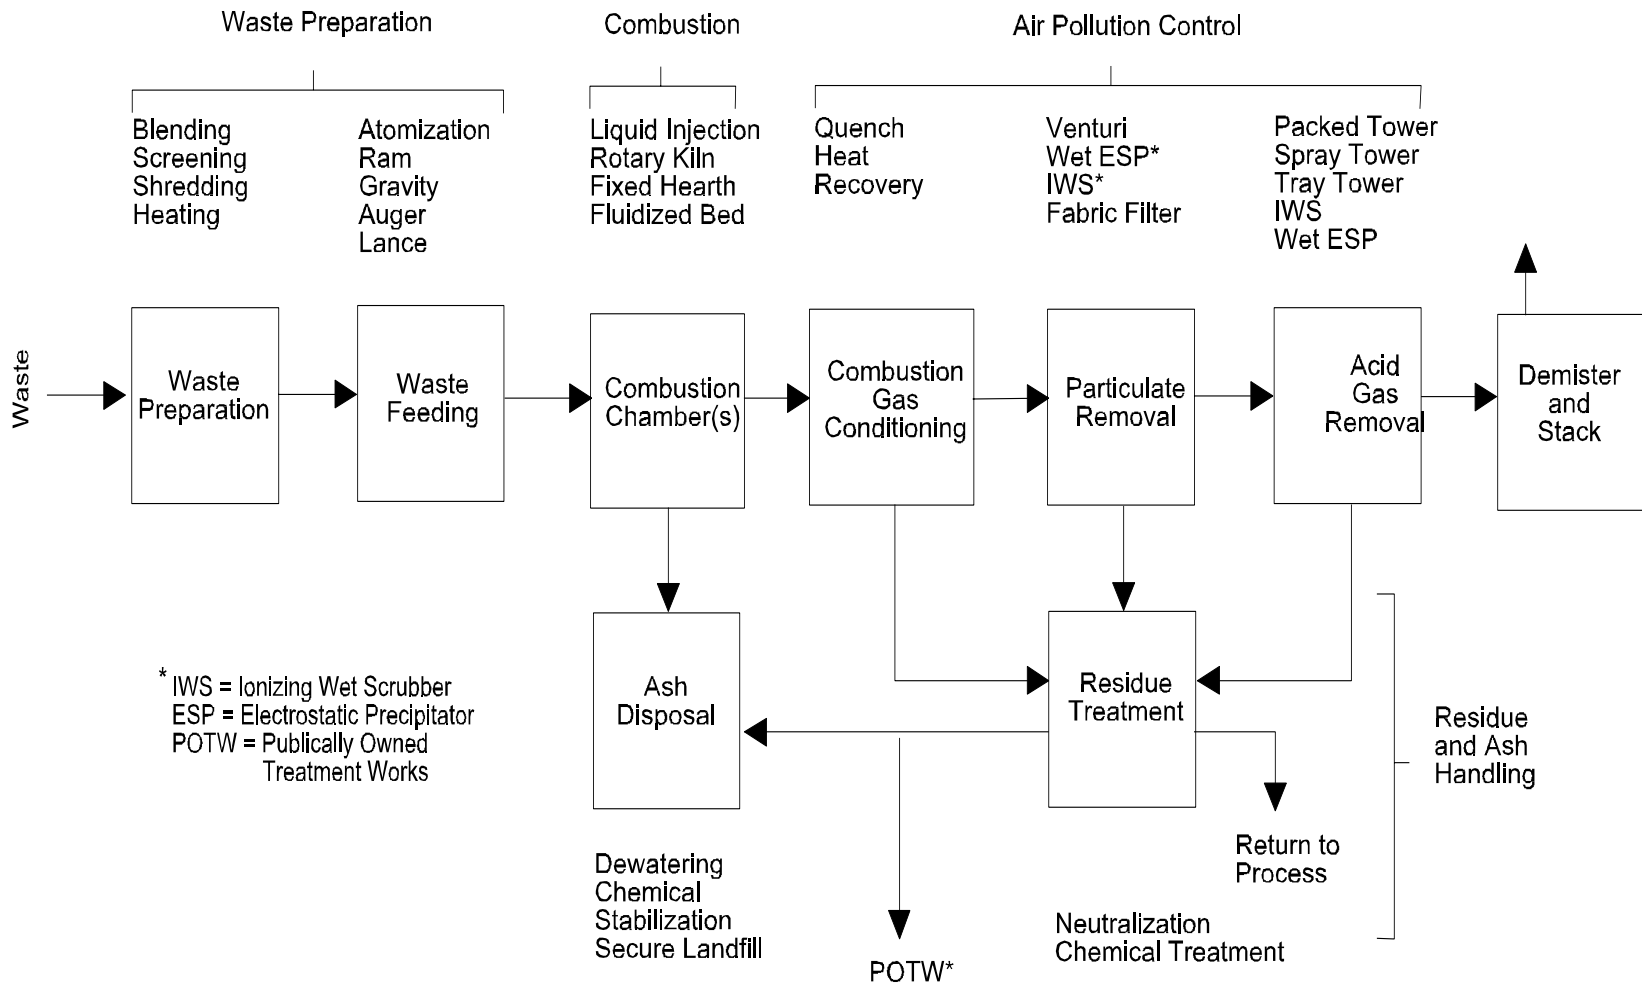 Waste Preparation
Combustion
Air Pollution Control
Blending
Screening
Shredding
Heating
Atomization
Ram
Gravity
Auger
Lance
Liquid Injection
Rotary Kiln
Fixed Hearth
Fluidized Bed
Quench
Heat
Recovery
Venturi
Wet ESP*
IWS*
Fabric Filter
Packed Tower
Spray Tower
Tray Tower
IWS
Wet ESP
Waste
Waste
Preparation
Waste
Feeding
Combustion
Chamber(s)
Combustion
Gas
Conditioning
Particulate
Removal
Acid
Gas
Removal
Demister
and
Stack
* IWS = Ionizing Wet Scrubber
ESP = Electrostatic Precipitator
POTW = Publically Owned
Treatment Works
Ash
Disposal
Residue
Treatment
Residue
and Ash
Handling
Return to
Process
Dewatering
Chemical
Stabilization
Secure Landfill
POTW*
Neutralization
Chemical Treatment